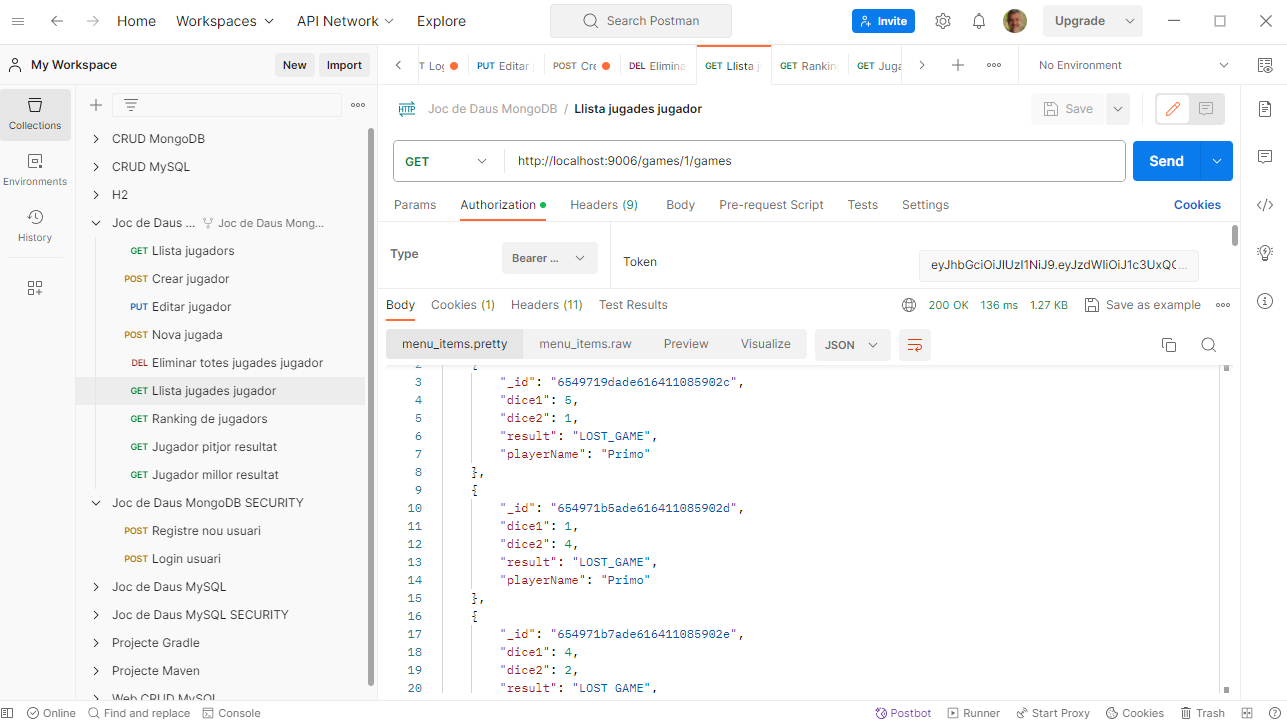 Home Workspaces API Network Explore Search Postman Invite Upgrade
My Workspace New Import
Log PUT Editar POST Cre DEL Elimina GET Llista j GET Rankin GET Juga No Environment
Collections
Environments
History
CRUD MongoDB
CRUD MySQL
H2
Joc de Daus ... Joc de Daus Mong...
GET Llista jugadors
POST Crear jugador
PUT Editar jugador
POST Nova jugada
DEL Eliminar totes jugades jugador
GET Llista jugades jugador
GET Ranking de jugadors
GET Jugador pitjor resultat
GET Jugador millor resultat
Joc de Daus MongoDB SECURITY
POST Registre nou usuari
POST Login usuari
Joc de Daus MySQL
Joc de Daus MySQL SECURITY
Projecte Gradle
Projecte Maven
Web CRUD MySQL
HTTP Joc de Daus MongoDB / Llista jugades jugador Save
GET http://localhost:9006/games/1/games Send
Params Authorization Headers (9) Body Pre-request Script Tests Settings Cookies
Type Bearer ... Token eyJhbGciOiJIUzI1NiJ9.eyJzdWIiOiJ1c3UxQG...
Body Cookies (1) Headers (11) Test Results 200 OK 136 ms 1.27 KB Save as example
menu_items.pretty menu_items.raw Preview Visualize JSON
2 {
3 "_id": "6549719dade616411085902c",
4 "dice1": 5,
5 "dice2": 1,
6 "result": "LOST_GAME",
7 "playerName": "Primo"
8 },
9 {
10 "_id": "654971b5ade616411085902d",
11 "dice1": 1,
12 "dice2": 4,
13 "result": "LOST_GAME",
14 "playerName": "Primo"
15 },
16 {
17 "_id": "654971b7ade616411085902e",
18 "dice1": 4,
19 "dice2": 2,
20 "result": "LOST_GAME",
Online Find and replace Console Postbot Runner Start Proxy Cookies Trash